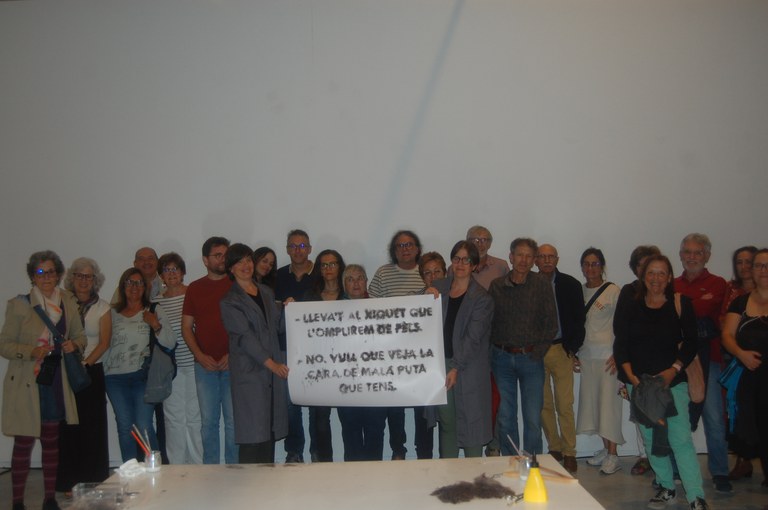 - LLEVA'T AL XIQUET QUE
L'OMPLIREM DE PÈLS.
- NO. VULL QUE VEJA LA
CARA DE MALA PUTA
QUE TENS.